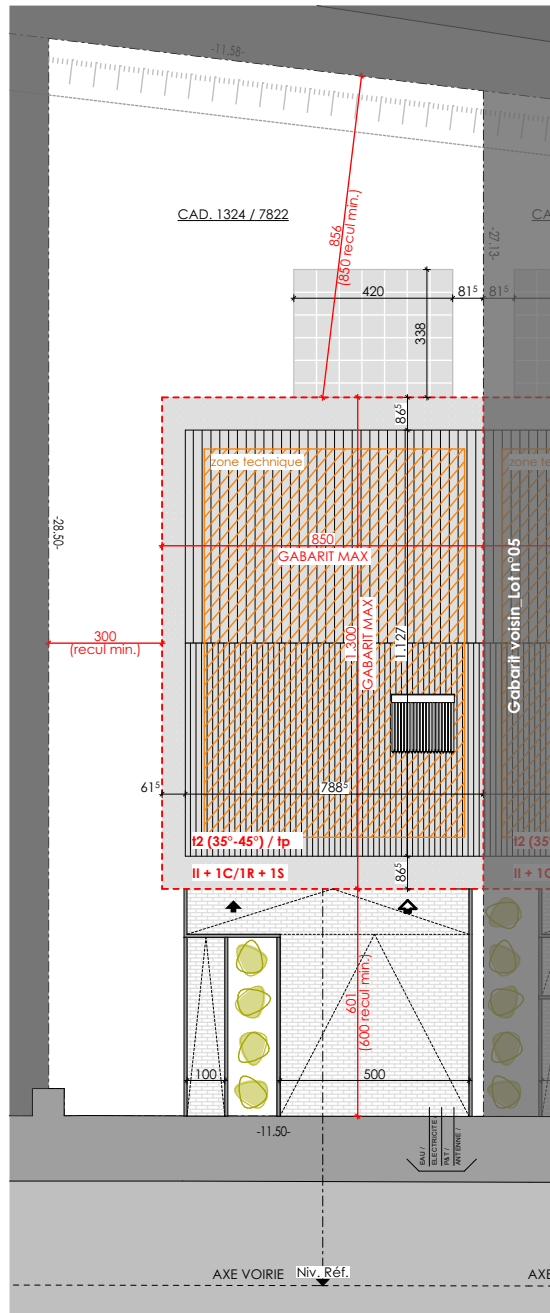 -11.58-
CAD. 1324 / 7822
CA
856
(850 recul min.)
-27.13-
420
81⁵
81⁵
338
86⁵
zone technique
zone te
-28.50-
850
GABARIT MAX
Gabarit voisin_Lot n°05
300
(recul min.)
1.300
GABARIT MAX
1.127
61⁵
788⁵
t2 (35°-45°) / tp
t2 (35°
II + 1C/1R + 1S
II + 1C
86⁵
601
(600 recul min.)
100
500
-11.50-
EAU /
ELECTRICITE /
P&T /
ANTENNE /
AXE VOIRIE
Niv. Réf.
AXE